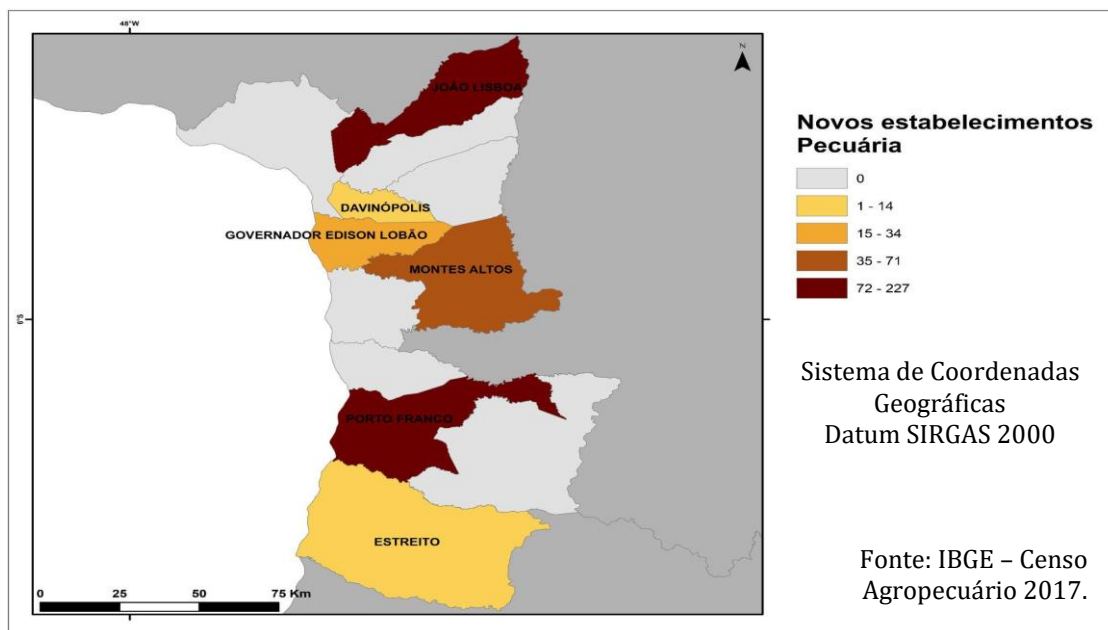 48°W
N
JOÃO LISBOA
DAVINÓPOLIS
GOVERNADOR EDISON LOBÃO
MONTES ALTOS
6°S
PORTO FRANCO
ESTREITO
0 25 50 75 Km
Novos estabelecimentos
Pecuária
0
1 - 14
15 - 34
35 - 71
72 - 227
Sistema de Coordenadas
Geográficas
Datum SIRGAS 2000
Fonte: IBGE – Censo
Agropecuário 2017.